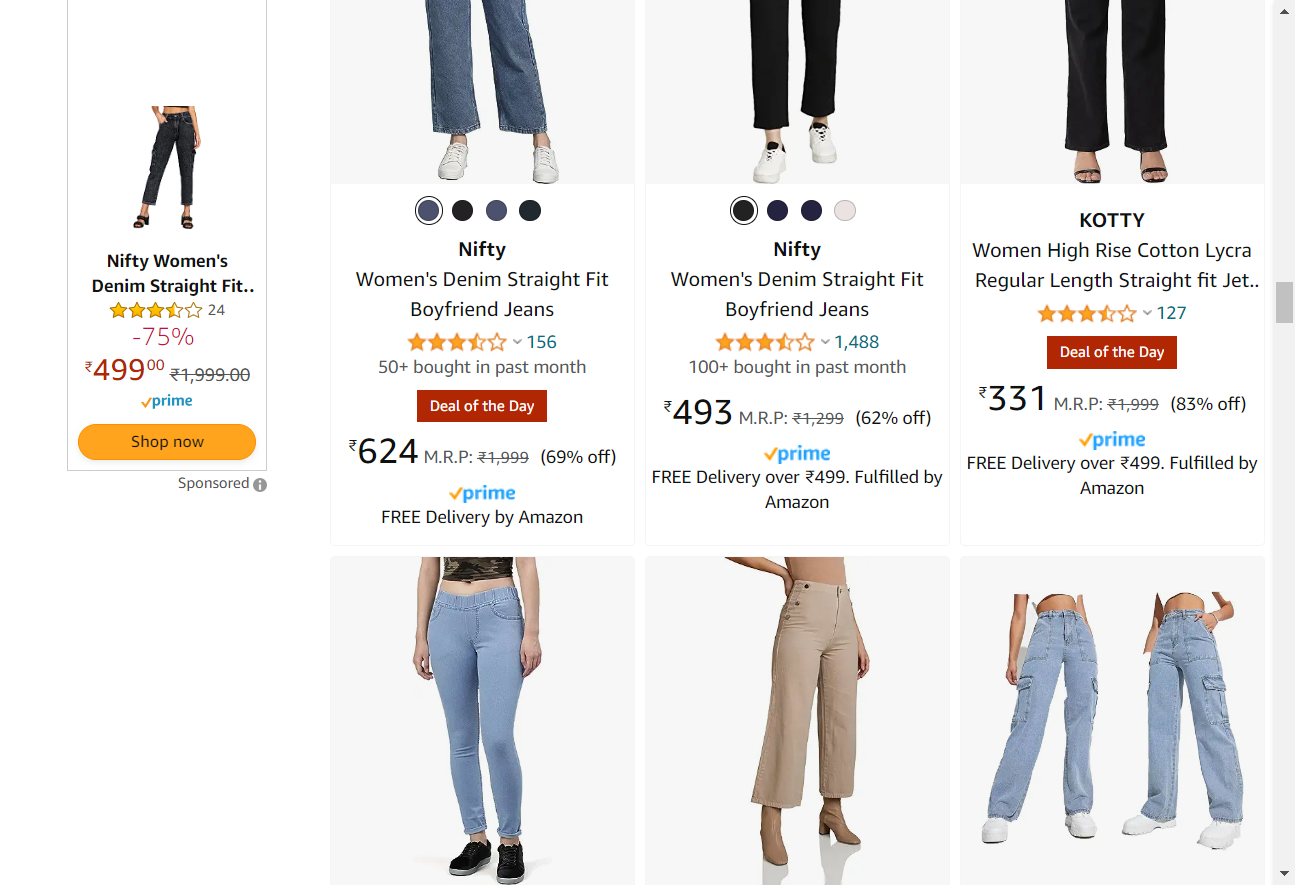 Nifty Women's
Denim Straight Fit..
24
-75%
₹49900 ₹1,999.00
prime
Shop now
Sponsored
Nifty
Women's Denim Straight Fit
Boyfriend Jeans
156
50+ bought in past month
Deal of the Day
₹624 M.R.P: ₹1,999 (69% off)
prime
FREE Delivery by Amazon
Nifty
Women's Denim Straight Fit
Boyfriend Jeans
1,488
100+ bought in past month
₹493 M.R.P: ₹1,299 (62% off)
prime
FREE Delivery over ₹499. Fulfilled by
Amazon
KOTTY
Women High Rise Cotton Lycra
Regular Length Straight fit Jet..
127
Deal of the Day
₹331 M.R.P: ₹1,999 (83% off)
prime
FREE Delivery over ₹499. Fulfilled by
Amazon